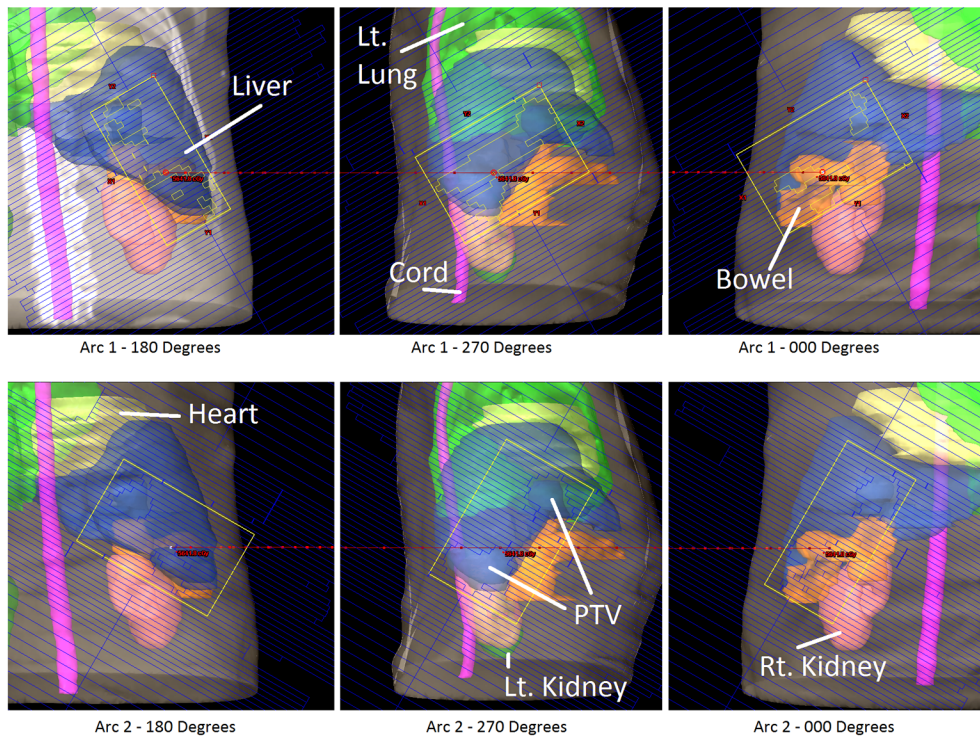 Liver
Arc 1 - 180 Degrees
Lt.
Lung
Cord
Arc 1 - 270 Degrees
Bowel
Arc 1 - 000 Degrees
Heart
Arc 2 - 180 Degrees
PTV
Lt. Kidney
Arc 2 - 270 Degrees
Rt. Kidney
Arc 2 - 000 Degrees